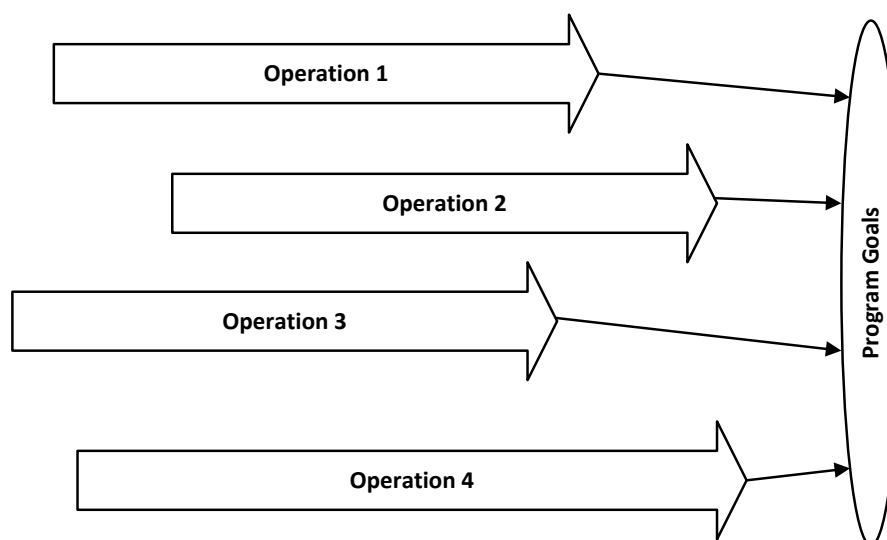 Operation 1
Operation 2
Operation 3
Operation 4
Program Goals